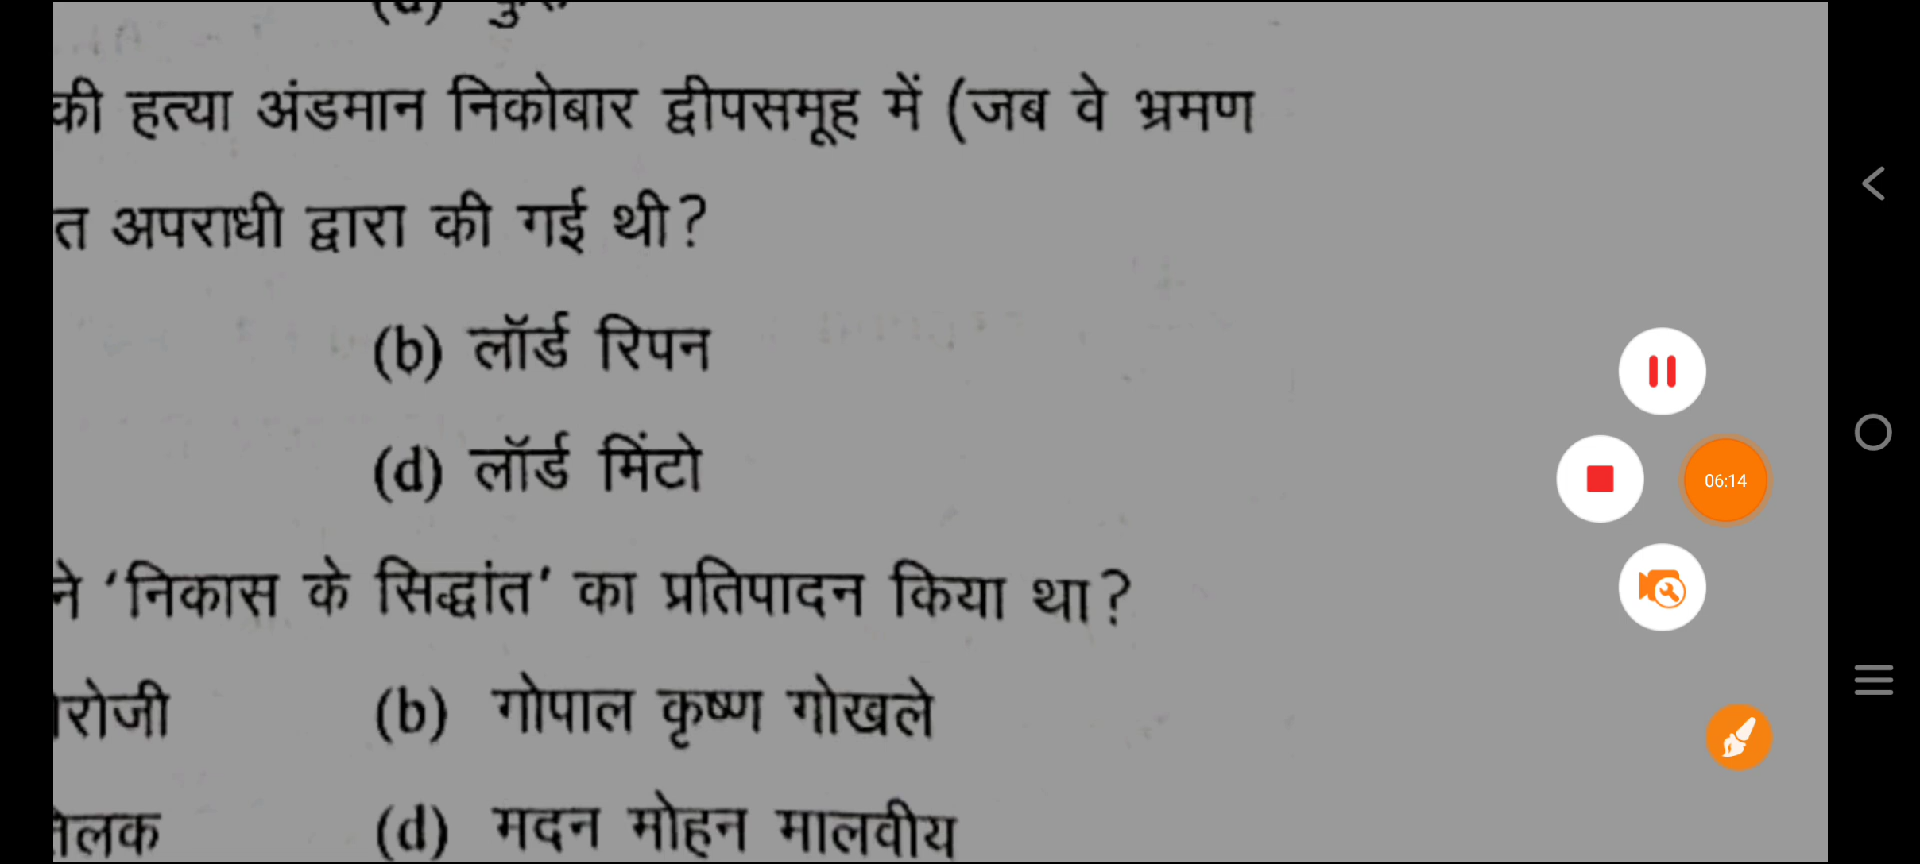 की हत्या अंडमान निकोबार द्वीपसमूह में (जब वे भ्रमण
त अपराधी द्वारा की गई थी?
(b) लॉर्ड रिपन
(d) लॉर्ड मिंटो
06:14
ने ‘निकास के सिद्धांत’ का प्रतिपादन किया था?
रोजी (b) गोपाल कृष्ण गोखले
लक (d) मदन मोहन मालवीय